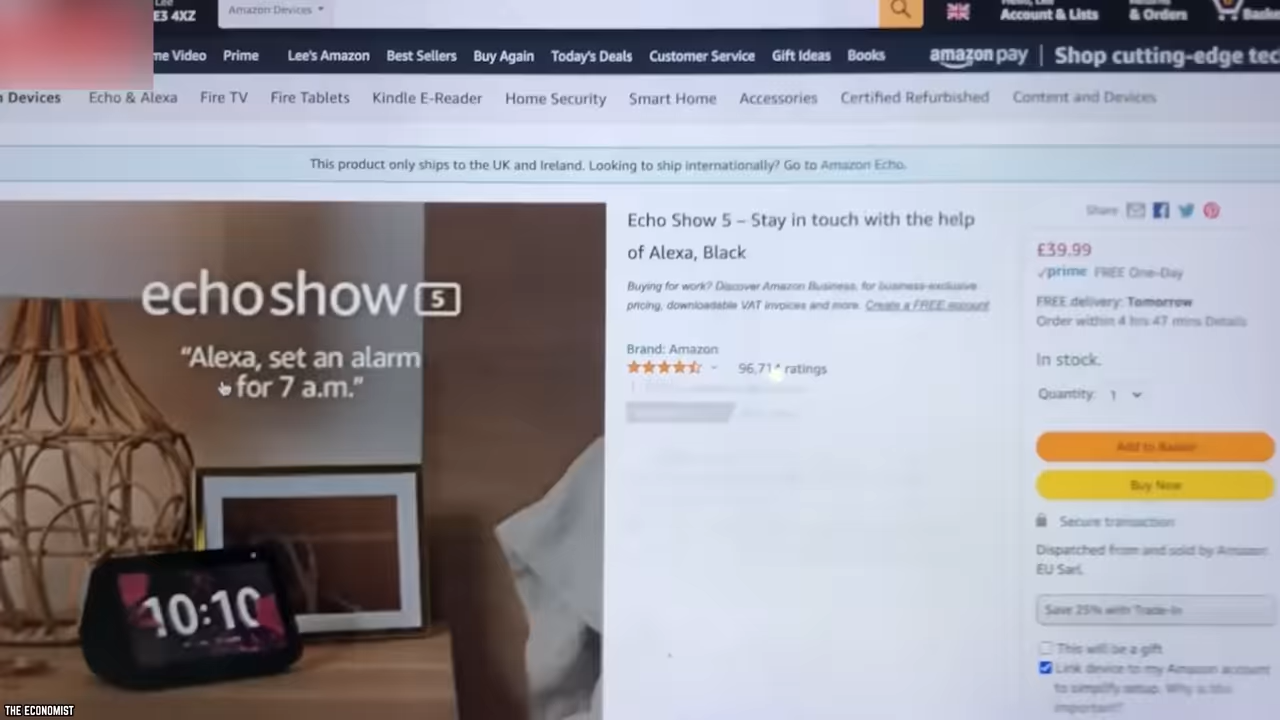 E3 4XZ
Amazon Devices
Account & Lists
& Orders
me Video Prime Lee's Amazon Best Sellers Buy Again Today's Deals Customer Service Gift Ideas Books
amazon pay | Shop cutting-edge tec
n Devices Echo & Alexa Fire TV Fire Tablets Kindle E-Reader Home Security Smart Home Accessories Certified Refurbished Content and Devices
This product only ships to the UK and Ireland. Looking to ship internationally? Go to Amazon Echo.
echo show 5
"Alexa, set an alarm
for 7 a.m."
10:10
Echo Show 5 – Stay in touch with the help
of Alexa, Black
Buying for work? Discover Amazon Business, for business-exclusive
pricing, downloadable VAT invoices and more. Create a FREE account
Brand: Amazon
ratings
Share
£39.99
prime FREE One-Day
FREE delivery: Tomorrow
Order within 4 hrs 47 mins Details
In stock.
Quantity: 1
Add to Basket
Buy Now
Secure transaction
Dispatched from and sold by Amazon
EU Sarl.
Save 25% with Trade-In
This will be a gift
Link device to my Amazon account
to simplify setup. Why is this
important?
THE ECONOMIST